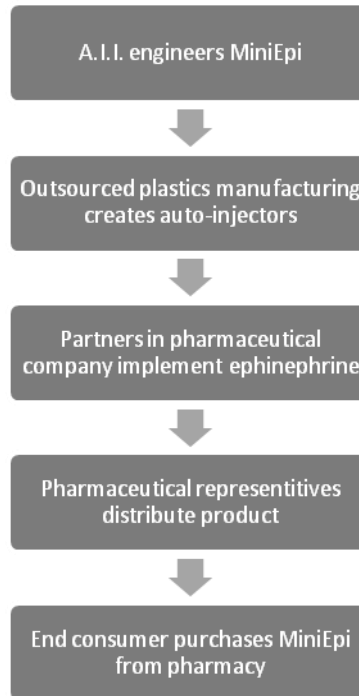 A.I.I. engineers MiniEpi
Outsourced plastics manufacturing
creates auto-injectors
Partners in pharmaceutical
company implement ephinephrine
Pharmaceutical representitives
distribute product
End consumer purchases MiniEpi
from pharmacy